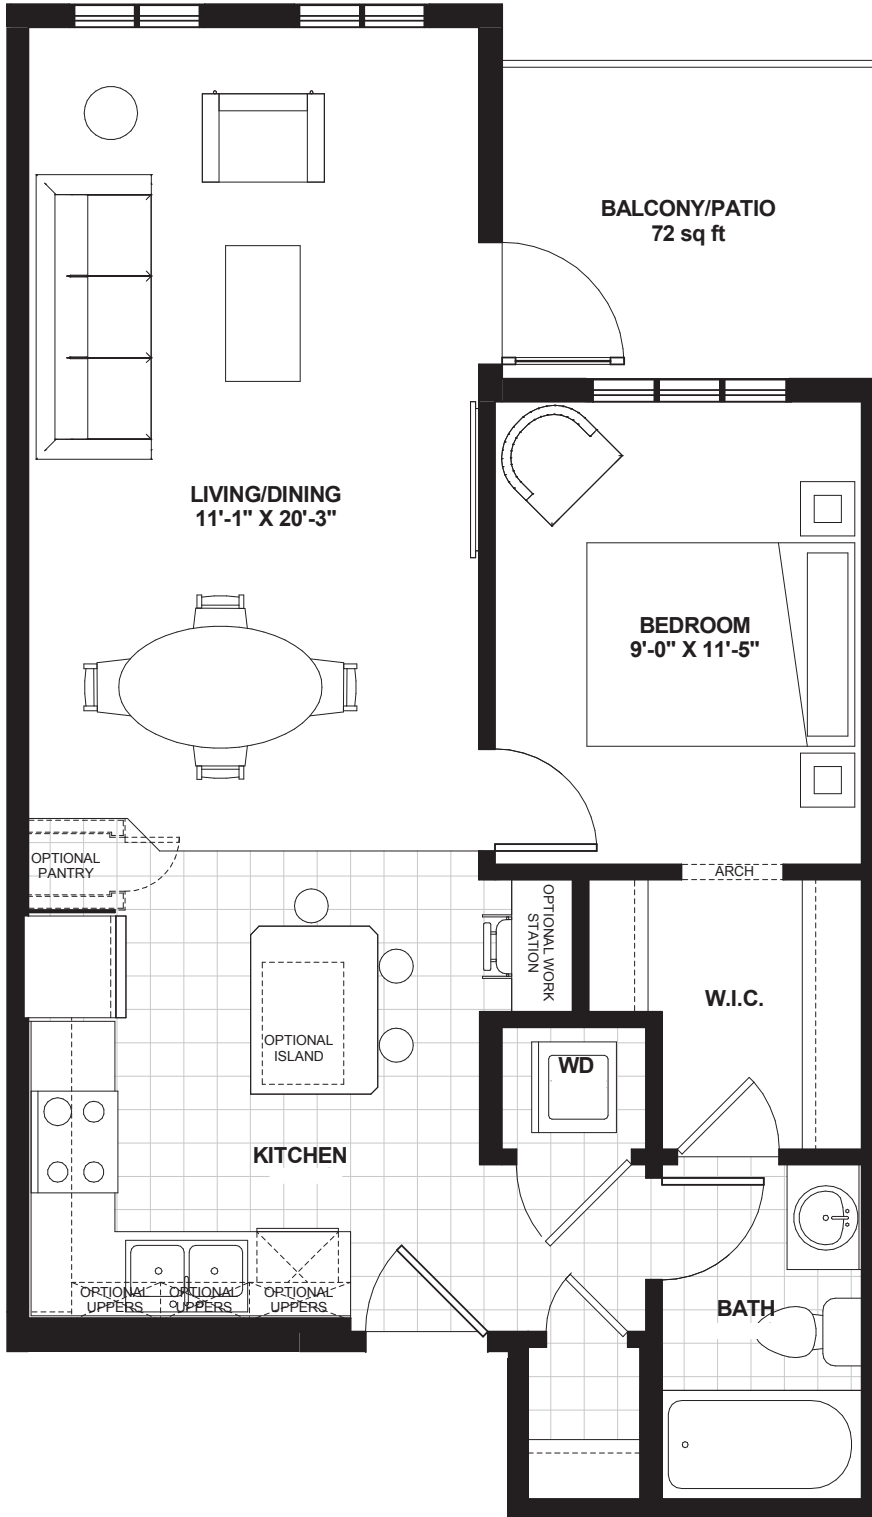 BALCONY/PATIO
72 sq ft
LIVING/DINING
11'-1" X 20'-3"
BEDROOM
9'-0" X 11'-5"
OPTIONAL
PANTRY
ARCH
OPTIONAL WORK
STATION
W.I.C.
OPTIONAL
ISLAND
WD
KITCHEN
OPTIONAL
UPPERS
OPTIONAL
UPPERS
OPTIONAL
UPPERS
BATH